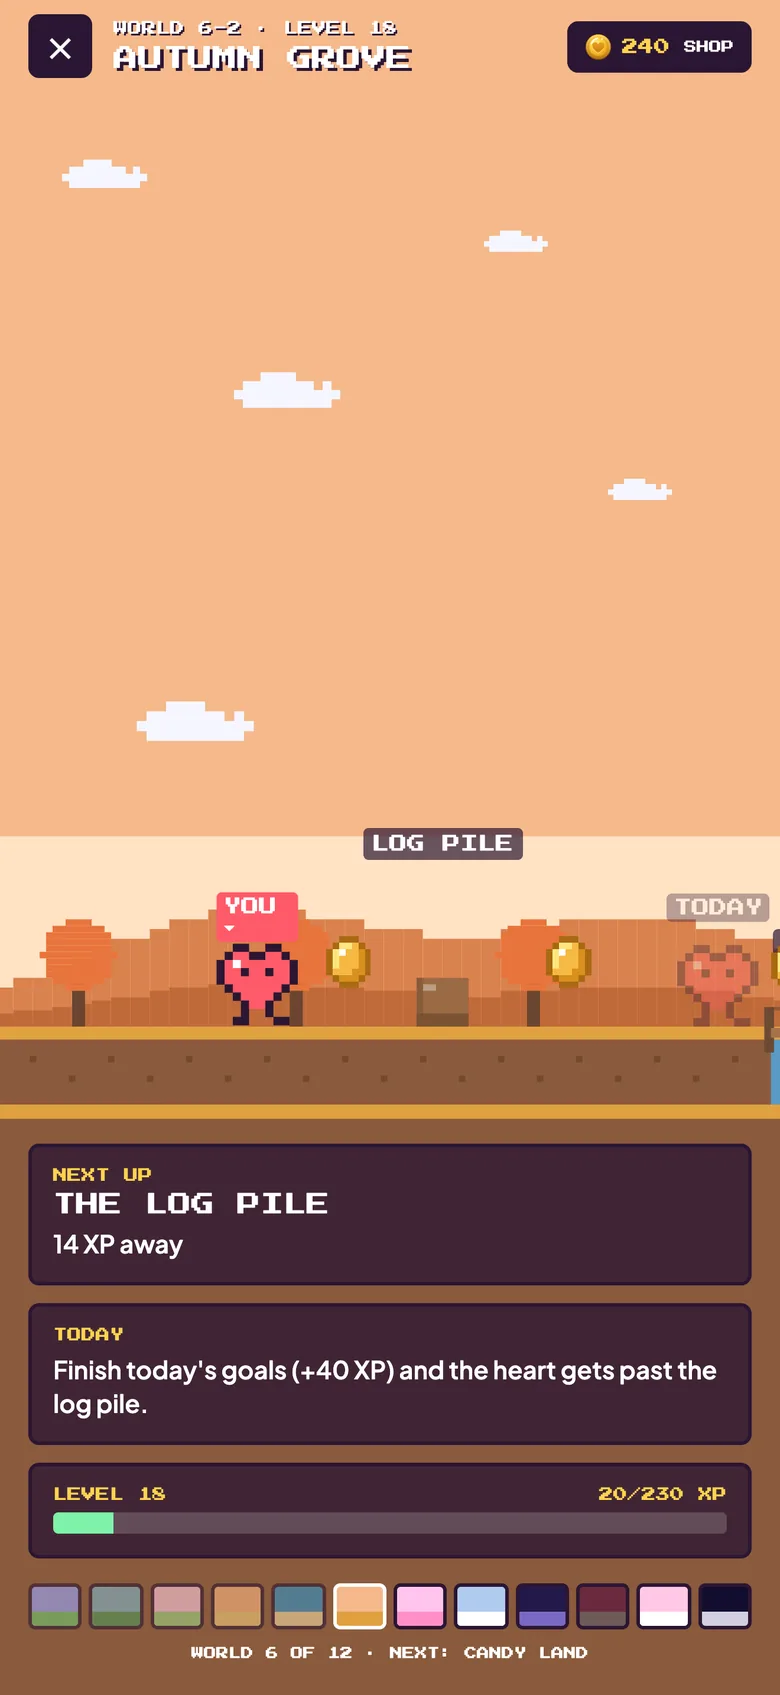 WORLD 6-2 · LEVEL 18
AUTUMN GROVE
240 SHOP
LOG PILE
YOU
TODAY
NEXT UP
THE LOG PILE
14 XP away
TODAY
Finish today's goals (+40 XP) and the heart gets past the
log pile.
LEVEL 18
20/230 XP
WORLD 6 OF 12 · NEXT: CANDY LAND